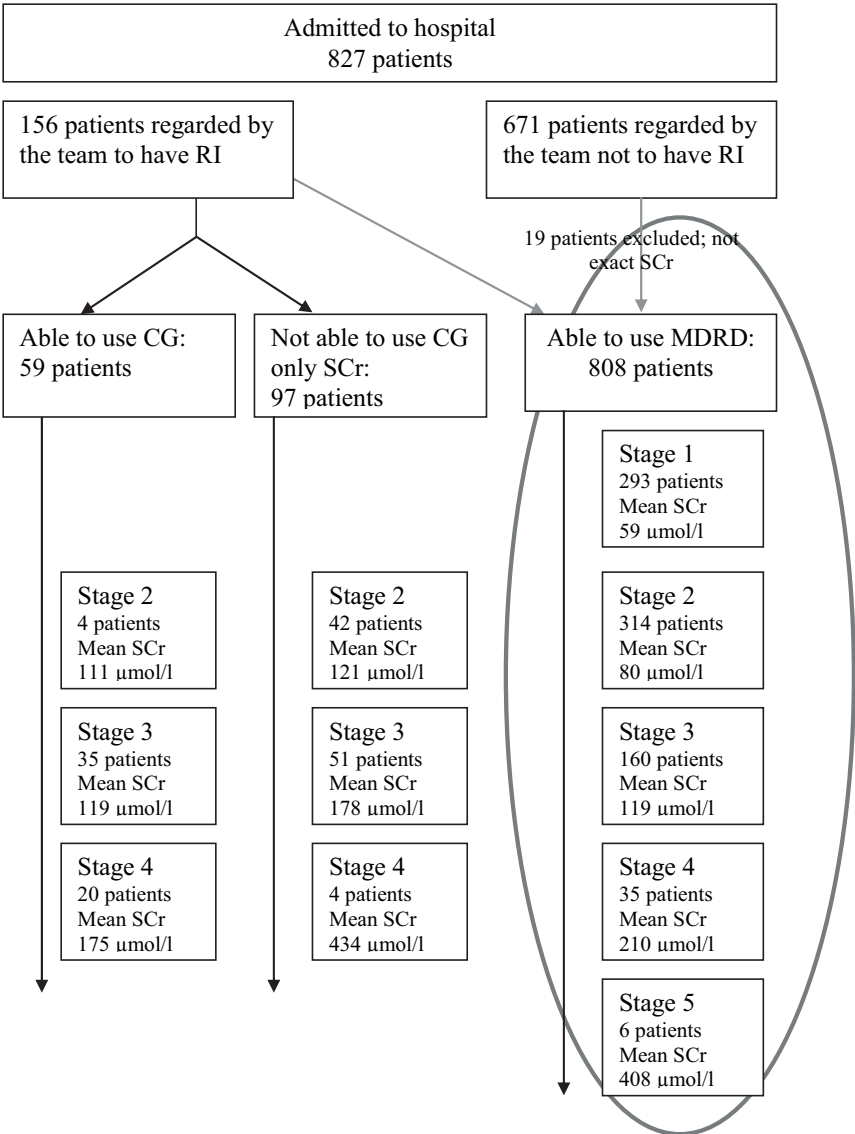 Admitted to hospital
827 patients
156 patients regarded by
the team to have RI
671 patients regarded by
the team not to have RI
19 patients excluded; not
exact SCr
Able to use CG:
59 patients
Not able to use CG
only SCr:
97 patients
Able to use MDRD:
808 patients
Stage 1
293 patients
Mean SCr
59 µmol/l
Stage 2
4 patients
Mean SCr
111 µmol/l
Stage 2
42 patients
Mean SCr
121 µmol/l
Stage 2
314 patients
Mean SCr
80 µmol/l
Stage 3
35 patients
Mean SCr
119 µmol/l
Stage 3
51 patients
Mean SCr
178 µmol/l
Stage 3
160 patients
Mean SCr
119 µmol/l
Stage 4
20 patients
Mean SCr
175 µmol/l
Stage 4
4 patients
Mean SCr
434 µmol/l
Stage 4
35 patients
Mean SCr
210 µmol/l
Stage 5
6 patients
Mean SCr
408 µmol/l